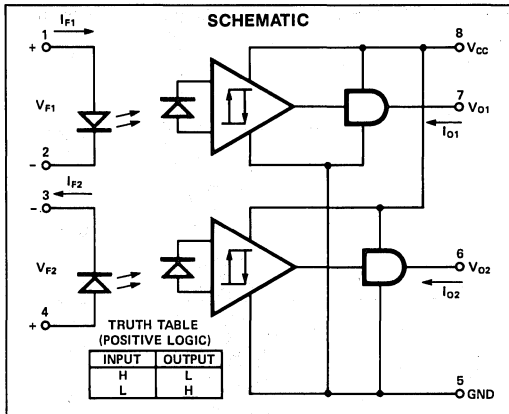 SCHEMATIC
IF1
1
+
8
VCC
VF1
7
VO1
IO1
-
2
IF2
3
-
VF2
6
VO2
IO2
4
+
TRUTH TABLE
(POSITIVE LOGIC)
INPUT OUTPUT
H L
L H
5
GND